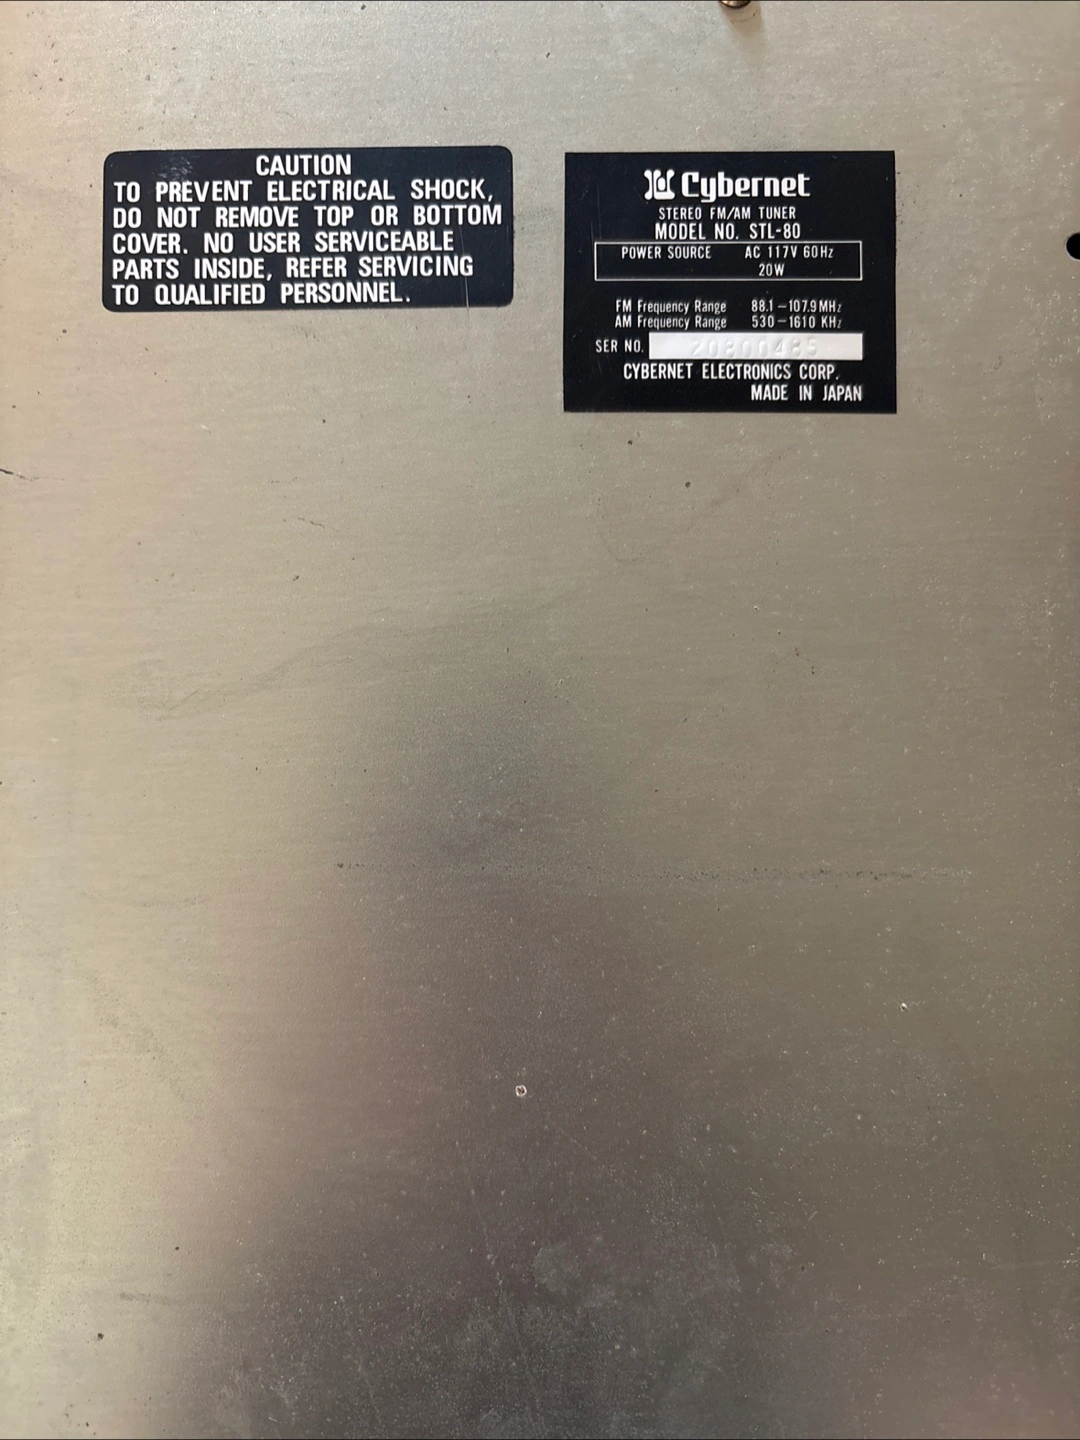 CAUTION
TO PREVENT ELECTRICAL SHOCK,
DO NOT REMOVE TOP OR BOTTOM
COVER. NO USER SERVICEABLE
PARTS INSIDE, REFER SERVICING
TO QUALIFIED PERSONNEL.
Cybernet
STEREO FM/AM TUNER
MODEL NO. STL-80
POWER SOURCE AC 117V 60Hz
20W
FM Frequency Range 88.1–107.9MHz
AM Frequency Range 530–1610 KHz
SER NO. 20800485
CYBERNET ELECTRONICS CORP.
MADE IN JAPAN